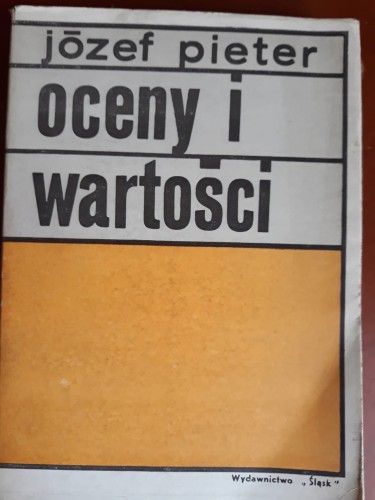 józef pieter
oceny i
wartości
Wydawnictwo „Śląsk"